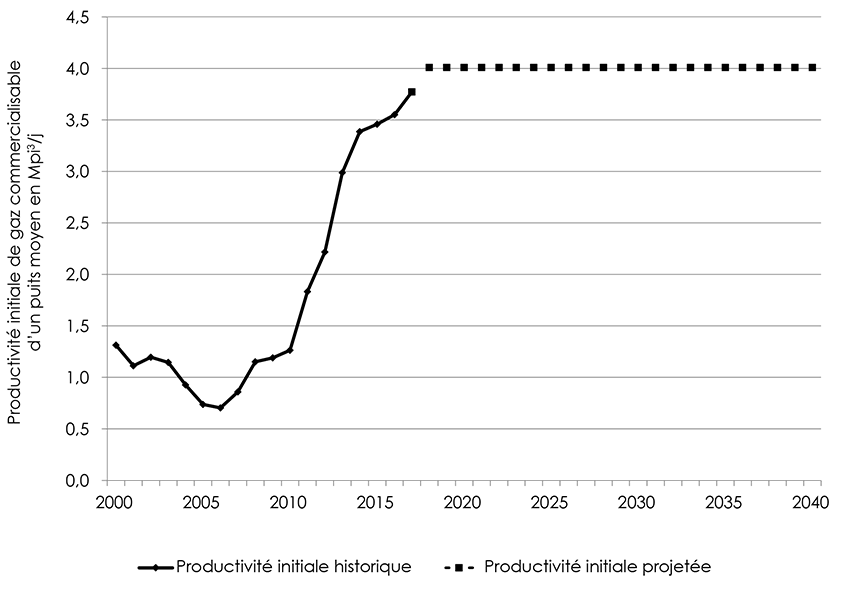 Productivité initiale de gaz commercialisable
d'un puits moyen en Mpi³/j
4,5
4,0
3,5
3,0
2,5
2,0
1,5
1,0
0,5
0,0
2000 2005 2010 2015 2020 2025 2030 2035 2040
Productivité initiale historique
Productivité initiale projetée